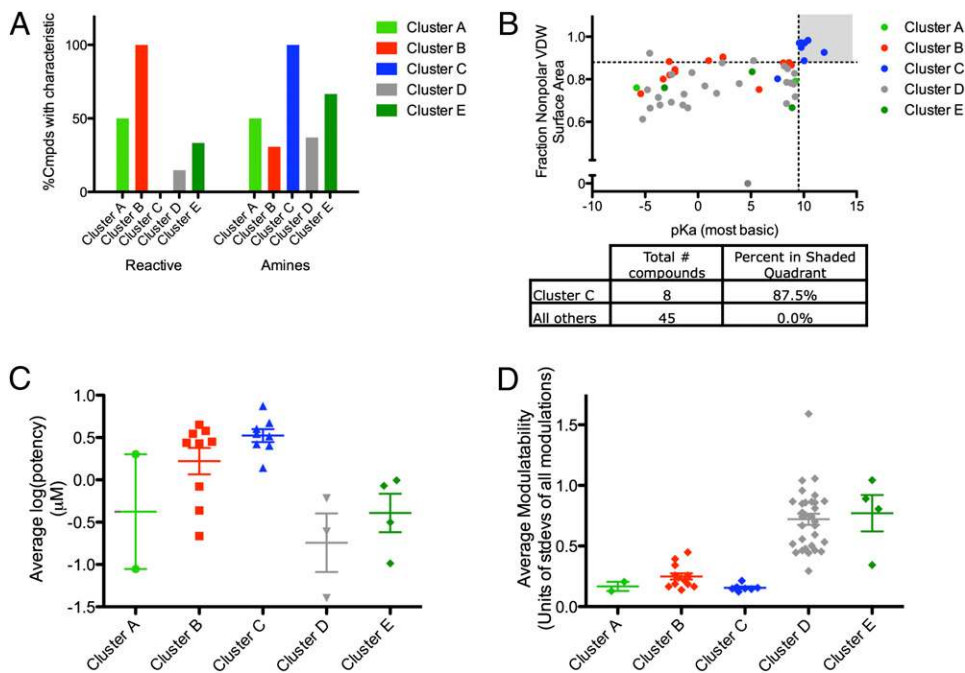 A
%Cmpds with characteristic
100
50
0
Cluster A
Cluster B
Cluster C
Cluster D
Cluster E
Cluster A
Cluster B
Cluster C
Cluster D
Cluster E
Reactive
Amines
Cluster A
Cluster B
Cluster C
Cluster D
Cluster E
B
Fraction Nonpolar VDW
Surface Area
1.0
0.8
0.6
0
-10
-5
0
5
10
15
pKa (most basic)
Cluster A
Cluster B
Cluster C
Cluster D
Cluster E
Total #
compounds
Percent in Shaded
Quadrant
Cluster C 8 87.5%
All others 45 0.0%
C
Average log(potency)
(μM)
1.0
0.5
0.0
-0.5
-1.0
-1.5
Cluster A
Cluster B
Cluster C
Cluster D
Cluster E
D
Average Modulatability
(Units of stdevs of all modulations)
1.5
1.0
0.5
0.0
Cluster A
Cluster B
Cluster C
Cluster D
Cluster E